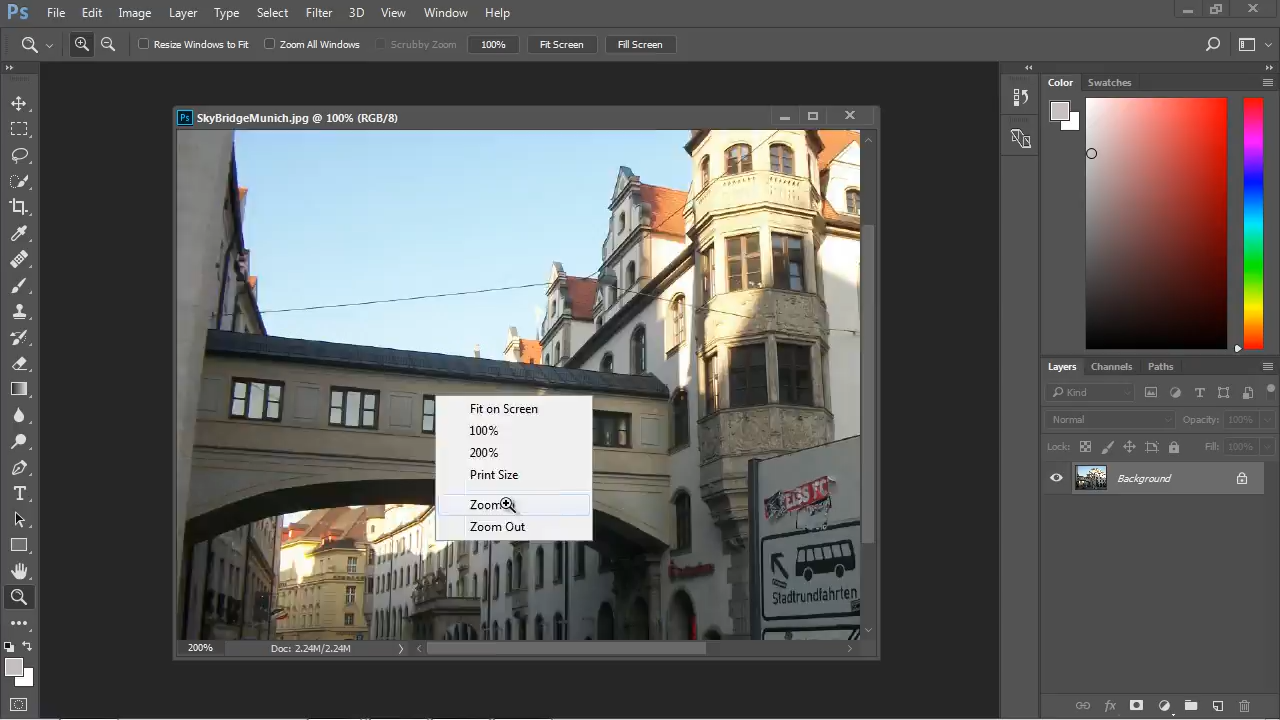 Ps File Edit Image Layer Type Select Filter 3D View Window Help
Resize Windows to Fit Zoom All Windows Scrubby Zoom 100% Fit Screen Fill Screen
Color Swatches
SkyBridgeMunich.jpg @ 100% (RGB/8)
Layers Channels Paths
Kind
Normal Opacity: 100%
Lock: Fill: 100%
Background
Fit on Screen
100%
200%
Print Size
Zoom
Zoom Out
EISS FC
Stadtrundfahrten
200% Doc: 2.24M/2.24M
fx